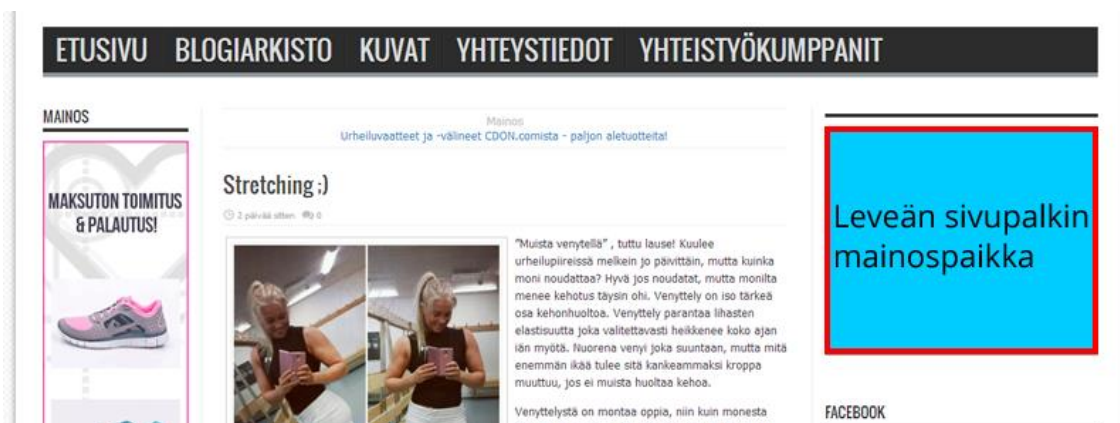 ETUSIVU BLOGIARKISTO KUVAT YHTEYSTIEDOT YHTEISTYÖKUMPPANIT
MAINOS
MAKSUTON TOIMITUS
& PALAUTUS!
Mainos
Urheiluvaatteet ja -välineet CDON.comista - paljon aletuotteita!
Stretching ;)
2 päivää sitten 0
"Muista venytellä" , tuttu lause! Kuulee
urheilupiireissä melkein jo päivittäin, mutta kuinka
moni noudattaa? Hyvä jos noudatat, mutta monilta
menee kehotus täysin ohi. Venyttely on iso tärkeä
osa kehonhuoltoa. Venyttely parantaa lihasten
elastisuutta joka valitettavasti heikkenee koko ajan
iän myötä. Nuorena venyi joka suuntaan, mutta mitä
enemmän ikää tulee sitä kankeammaksi kroppa
muuttuu, jos ei muista huoltaa kehoa.
Venyttelystä on montaa oppia, niin kuin monesta
Leveän sivupalkin
mainospaikka
FACEBOOK